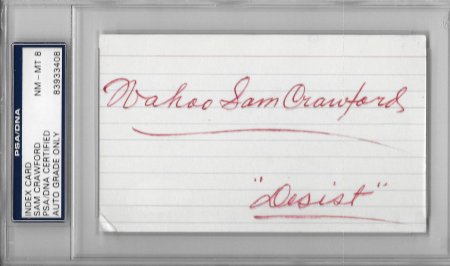 PSA/DNA
INDEX CARD
SAM CRAWFORD
PSA/DNA CERTIFIED
AUTO GRADE ONLY
NM - MT 8
83933408
Wahoo Sam Crawford
"Desist"